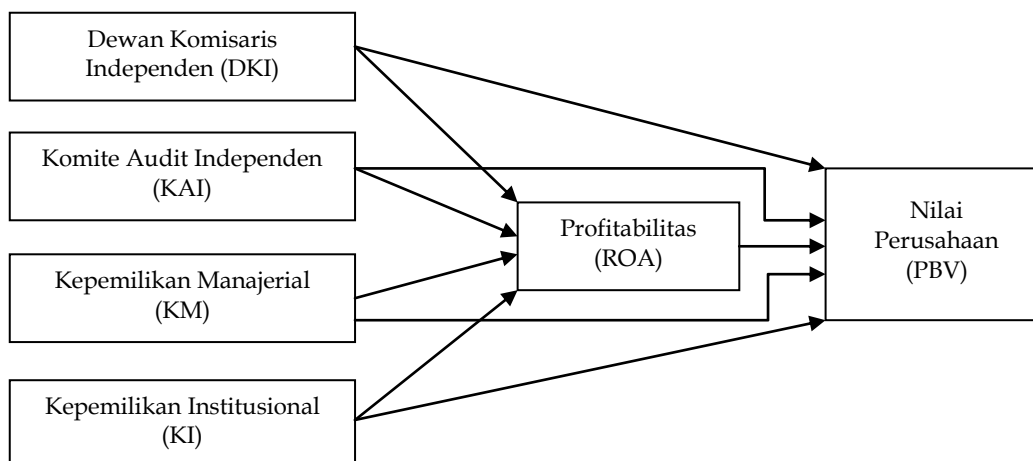 Dewan Komisaris
Independen (DKI)
Komite Audit Independen
(KAI)
Kepemilikan Manajerial
(KM)
Kepemilikan Institusional
(KI)
Profitabilitas
(ROA)
Nilai
Perusahaan
(PBV)